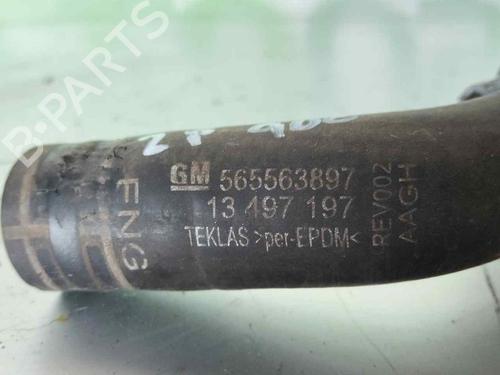 B-PARTS
GM 565563897
13 497 197
TEKLAS >per-EPDM<
REV002
AAGH
ENG